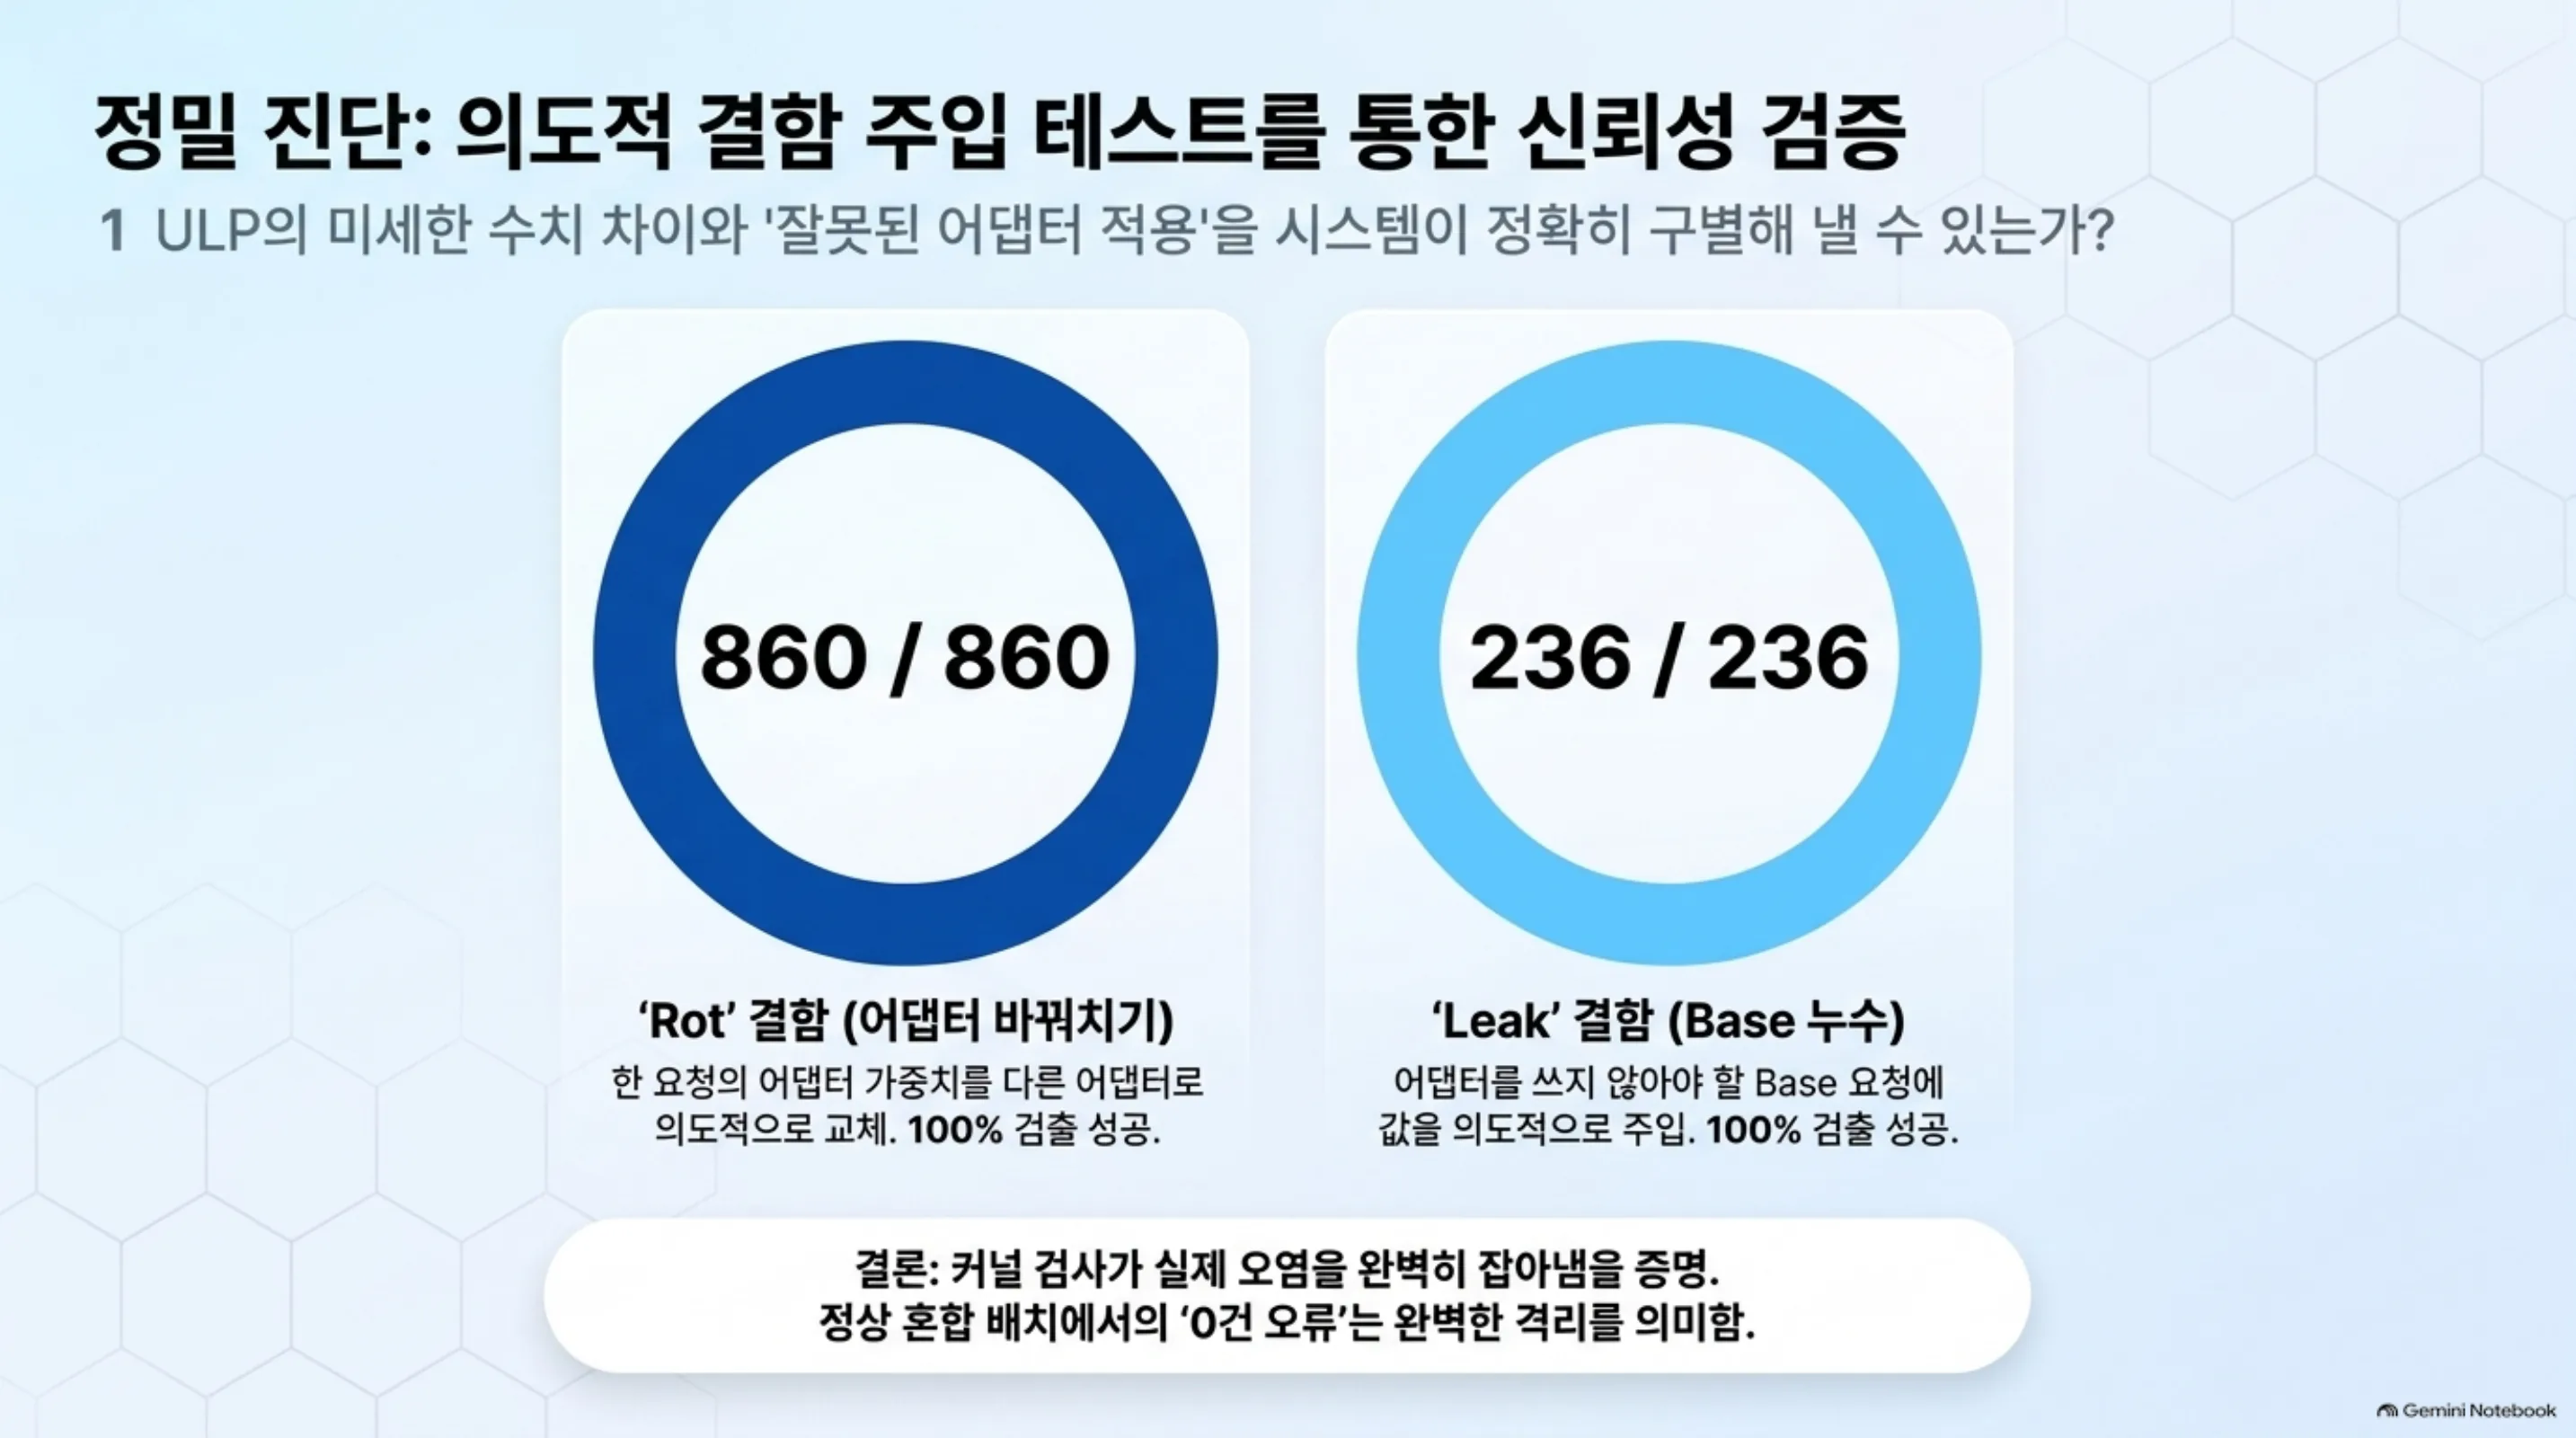 정밀 진단: 의도적 결함 주입 테스트를 통한 신뢰성 검증
1 ULP의 미세한 수치 차이와 '잘못된 어댑터 적용'을 시스템이 정확히 구별해 낼 수 있는가?
860 / 860
‘Rot’ 결함 (어댑터 바꿔치기)
한 요청의 어댑터 가중치를 다른 어댑터로
의도적으로 교체. 100% 검출 성공.
236 / 236
‘Leak’ 결함 (Base 누수)
어댑터를 쓰지 않아야 할 Base 요청에
값을 의도적으로 주입. 100% 검출 성공.
결론: 커널 검사가 실제 오염을 완벽히 잡아냄을 증명.
정상 혼합 배치에서의 ‘0건 오류’는 완벽한 격리를 의미함.
Gemini Notebook